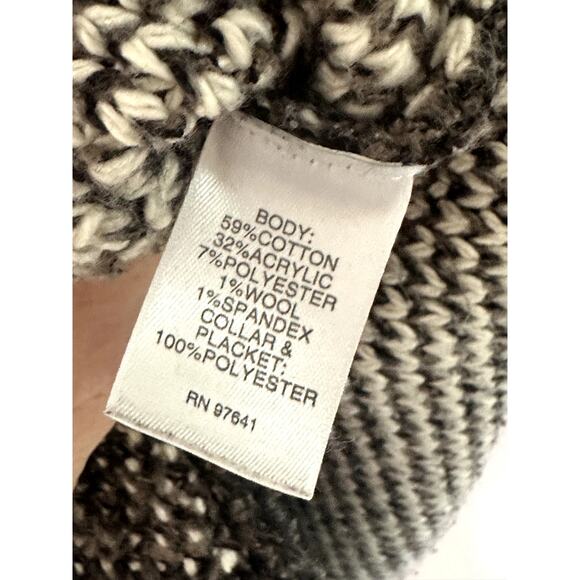 BODY:
59%COTTON
32%ACRYLIC
7%POLYESTER
1%WOOL
1%SPANDEX
COLLAR &
PLACKET:
100%POLYESTER
RN 97641